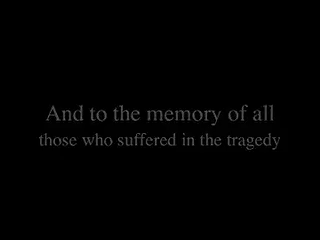 And to the memory of all
those who suffered in the tragedy